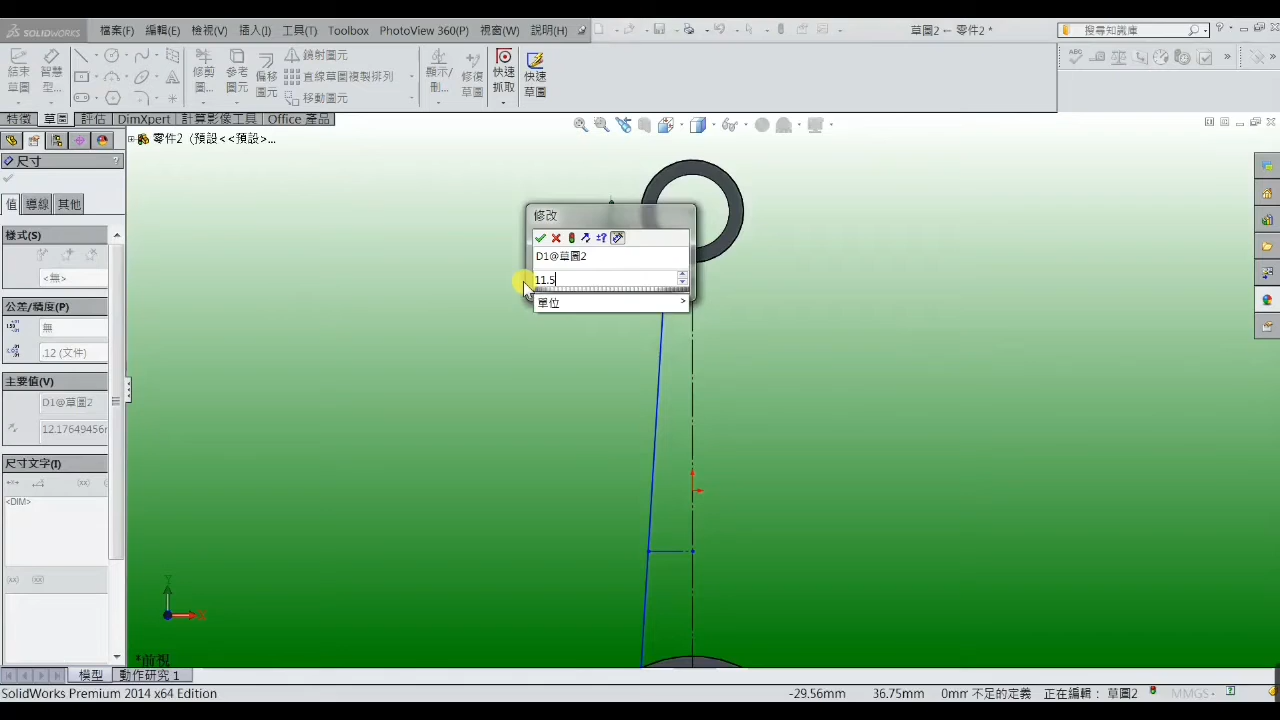 SOLIDWORKS 檔案(F) 編輯(E) 檢視(V) 插入(I) 工具(T) Toolbox PhotoView 360(P) 視窗(W) 說明(H) 草圖2 ← 零件2 * 搜尋知識庫
結束草圖 智慧型... 修剪圖... 參考圖元 偏移圖元 鏡射圖元 直線草圖複製排列 移動圖元 顯示/刪... 修復草圖 快速抓取 快速草圖
特徵 草圖 評估 DimXpert 計算影像工具 Office 產品
零件2 (預設<<預設>...
尺寸 ?
值 導線 其他
樣式(S)
<無>
公差/精度(P)
無
.12 (文件)
主要值(V)
D1@草圖2
12.17649456r
尺寸文字(I)
<DIM>
修改
D1@草圖2
11.5
單位 >
Y
X
*前視
模型 動作研究 1
SolidWorks Premium 2014 x64 Edition -29.56mm 36.75mm 0mm 不足的定義 正在編輯： 草圖2 MMGS